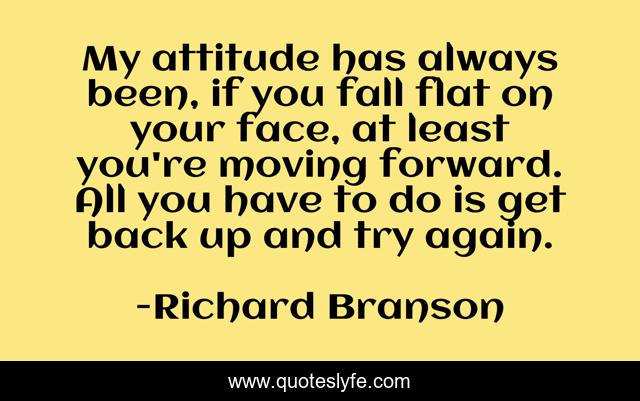 My attitude has always
been, if you fall flat on
your face, at least
you're moving forward.
All you have to do is get
back up and try again.
-Richard Branson
www.quoteslyfe.com